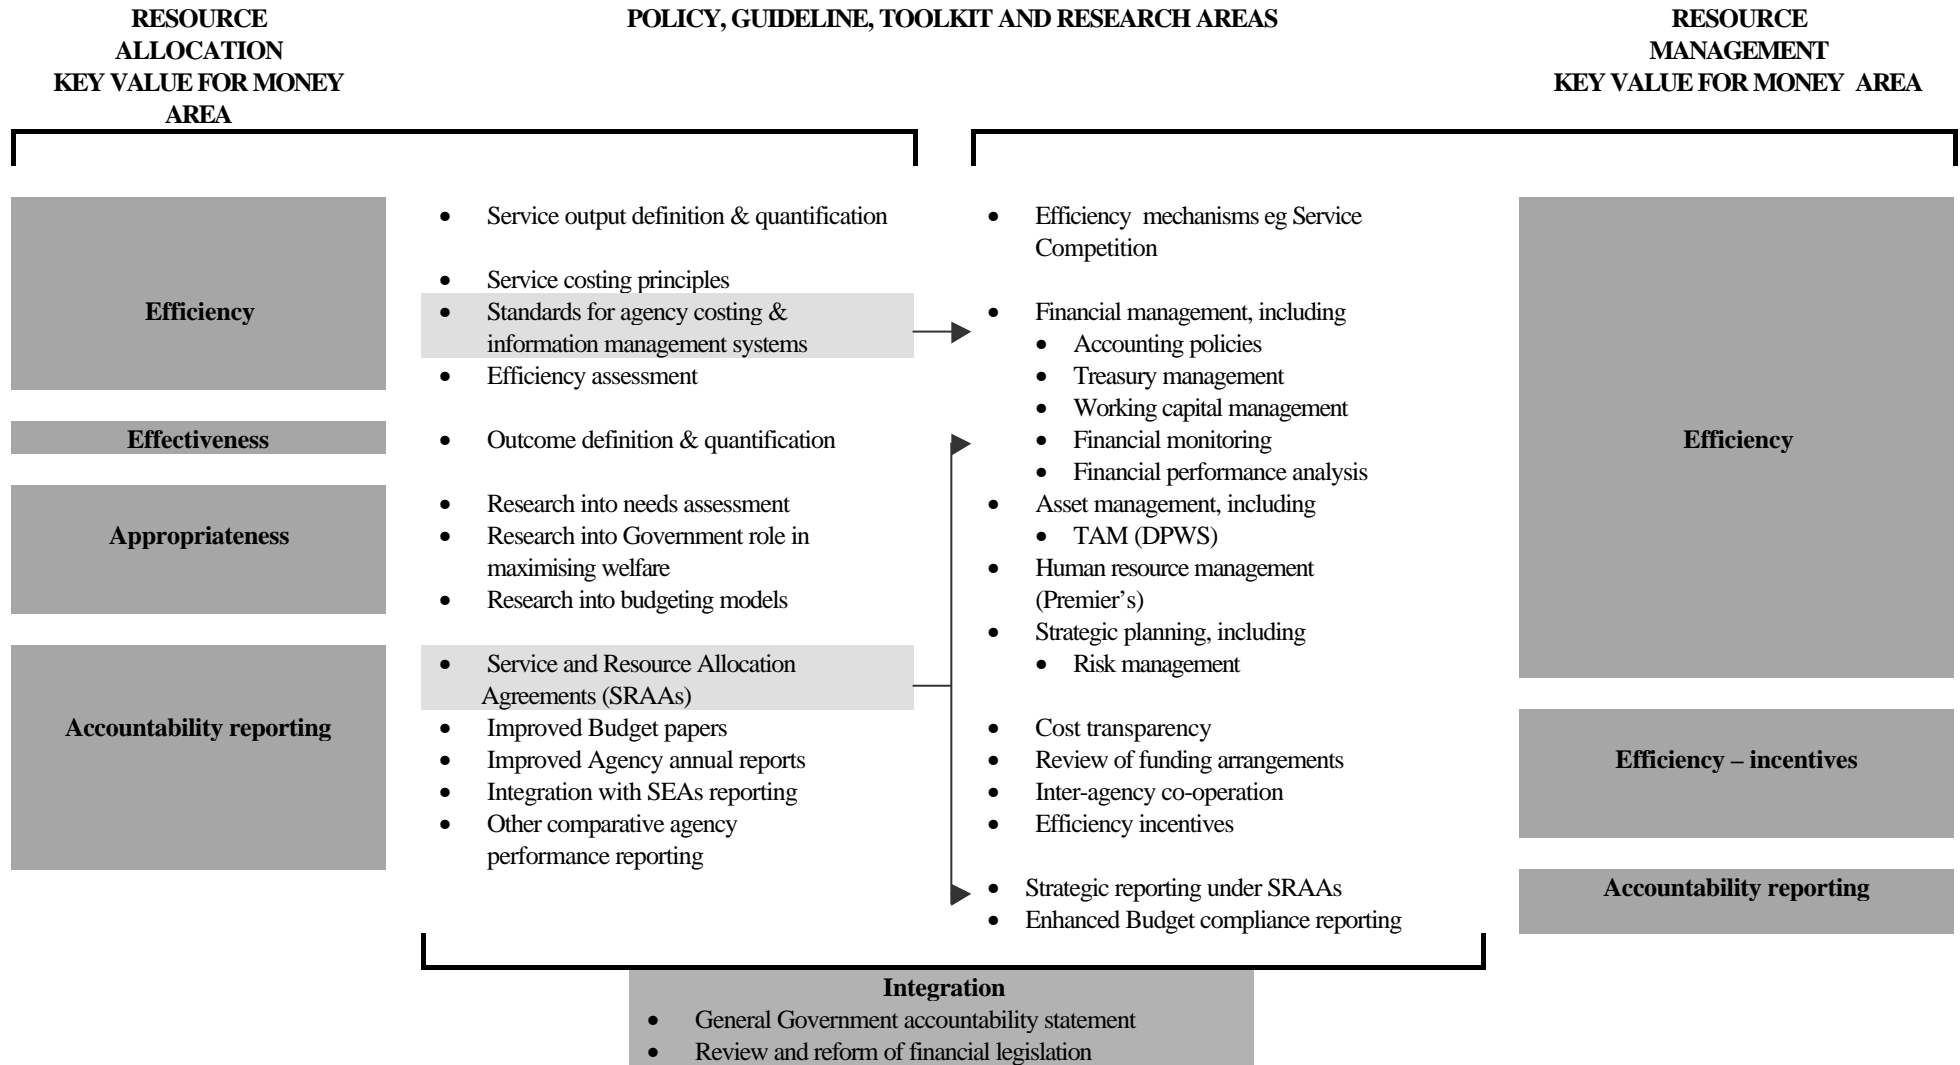 RESOURCE
ALLOCATION
KEY VALUE FOR MONEY
AREA
POLICY, GUIDELINE, TOOLKIT AND RESEARCH AREAS
RESOURCE
MANAGEMENT
KEY VALUE FOR MONEY AREA
Efficiency
• Service output definition & quantification
• Service costing principles
• Standards for agency costing &
information management systems
• Efficiency assessment
Effectiveness
• Outcome definition & quantification
Appropriateness
• Research into needs assessment
• Research into Government role in
maximising welfare
• Research into budgeting models
Accountability reporting
• Service and Resource Allocation
Agreements (SRAAs)
• Improved Budget papers
• Improved Agency annual reports
• Integration with SEAs reporting
• Other comparative agency
performance reporting
• Efficiency mechanisms eg Service
Competition
• Financial management, including
• Accounting policies
• Treasury management
• Working capital management
• Financial monitoring
• Financial performance analysis
• Asset management, including
• TAM (DPWS)
• Human resource management
(Premier’s)
• Strategic planning, including
• Risk management
Efficiency
• Cost transparency
• Review of funding arrangements
• Inter-agency co-operation
• Efficiency incentives
Efficiency – incentives
• Strategic reporting under SRAAs
• Enhanced Budget compliance reporting
Accountability reporting
Integration
• General Government accountability statement
• Review and reform of financial legislation